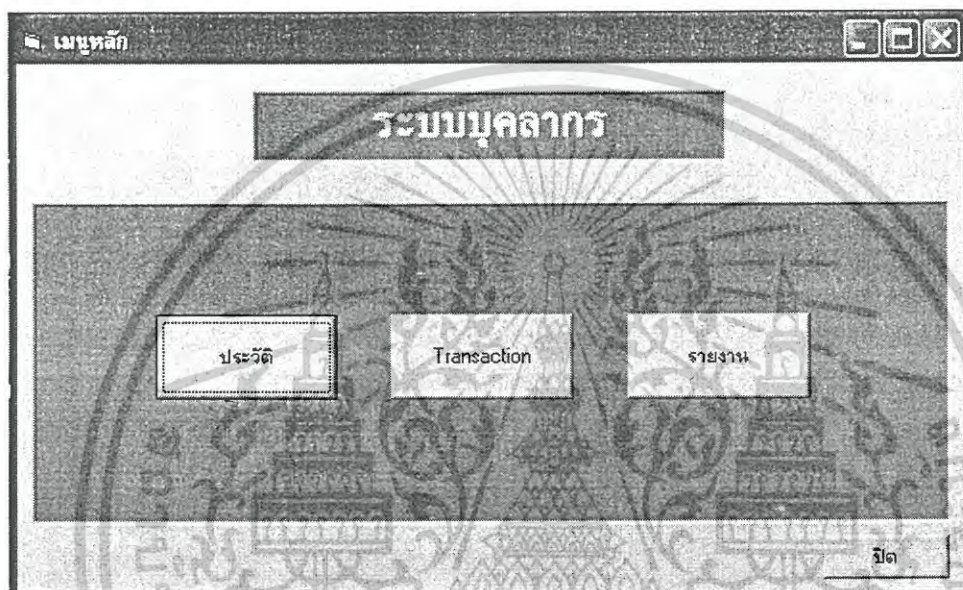 เมนูหลัก
ระบบบุคลากร
ประวัติ
Transaction
รายงาน
ปิด